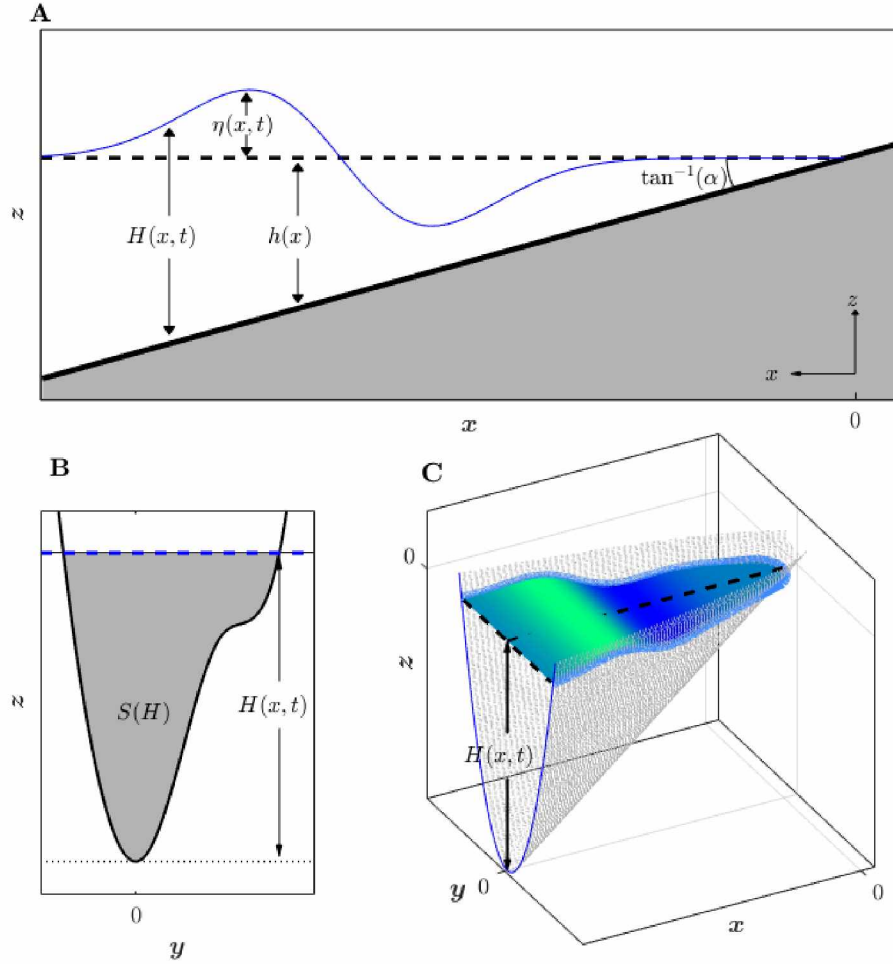 A
η(x, t)
tan⁻¹(α)
z
H(x, t)
h(x)
z
x
x
0
B
C
0
z
z
S(H)
H(x, t)
H(x, t)
0
y
y
0
x
0